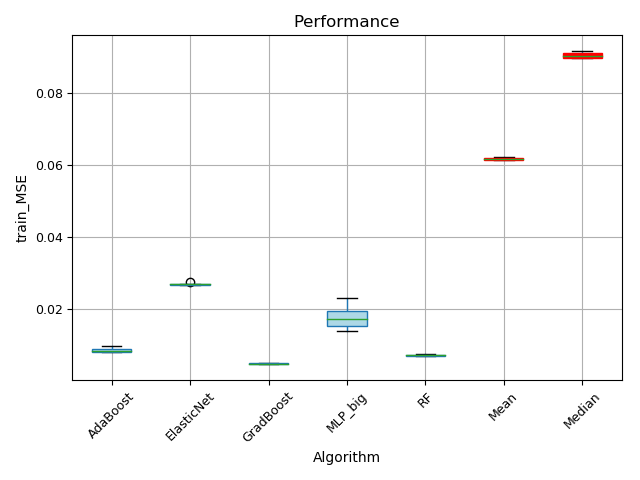 Performance
train_MSE
0.08
0.06
0.04
0.02
AdaBoost
ElasticNet
GradBoost
MLP_big
RF
Mean
Median
Algorithm